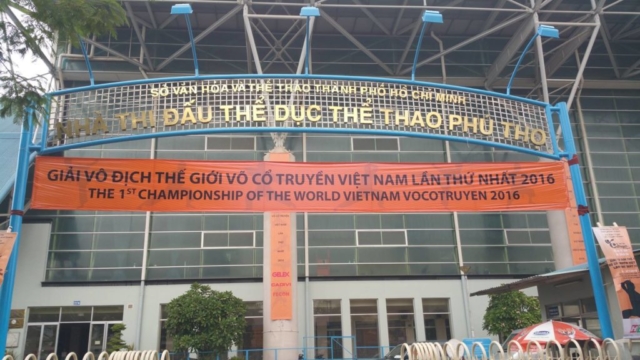 SỞ VĂN HÓA VÀ THỂ THAO THÀNH PHỐ HỒ CHÍ MINH
NHÀ THI ĐẤU THỂ DỤC THỂ THAO PHÚ THỌ
GIẢI VÔ ĐỊCH THẾ GIỚI VÕ CỔ TRUYỀN VIỆT NAM LẦN THỨ NHẤT 2016
THE 1ST CHAMPIONSHIP OF THE WORLD VIETNAM VOCOTRUYEN 2016